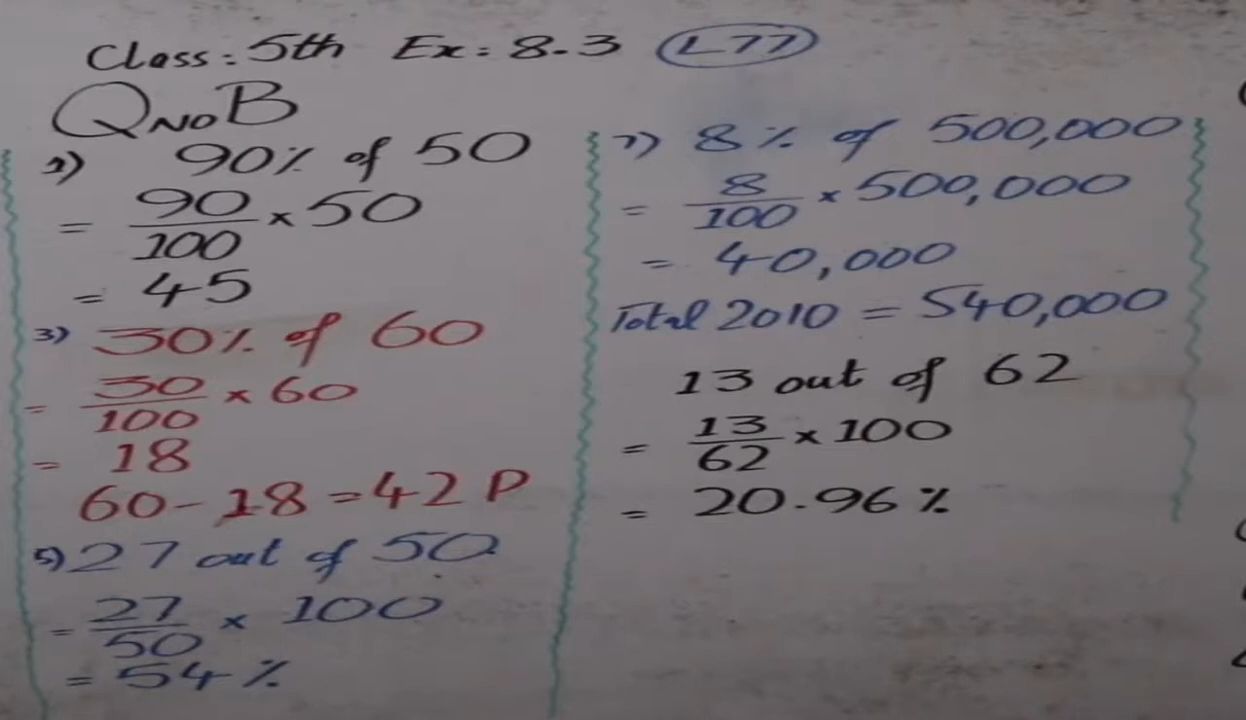 Class: 5th Ex: 8.3 L77
QNOB
1) 90% of 50
= 90/100 × 50
= 45
3) 30% of 60
= 30/100 × 60
= 18
60-18=42 P
5) 27 out of 50
= 27/50 × 100
= 54%
7) 8% of 500,000
= 8/100 × 500,000
= 40,000
Total 2010 = 540,000
13 out of 62
= 13/62 × 100
= 20.96%